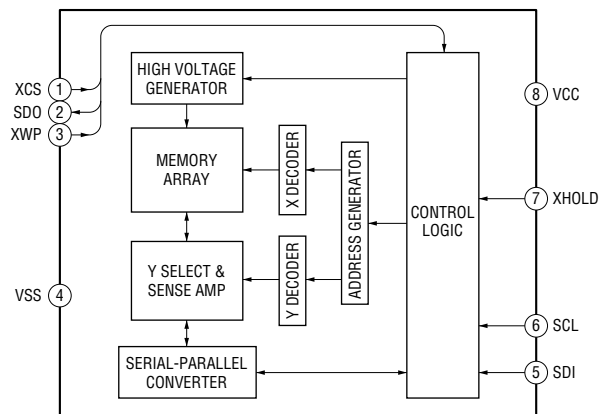 XCS 1
SDO 2
XWP 3
VSS 4
HIGH VOLTAGE
GENERATOR
MEMORY
ARRAY
Y SELECT &
SENSE AMP
SERIAL-PARALLEL
CONVERTER
X DECODER
Y DECODER
ADDRESS GENERATOR
CONTROL
LOGIC
8 VCC
7 XHOLD
6 SCL
5 SDI